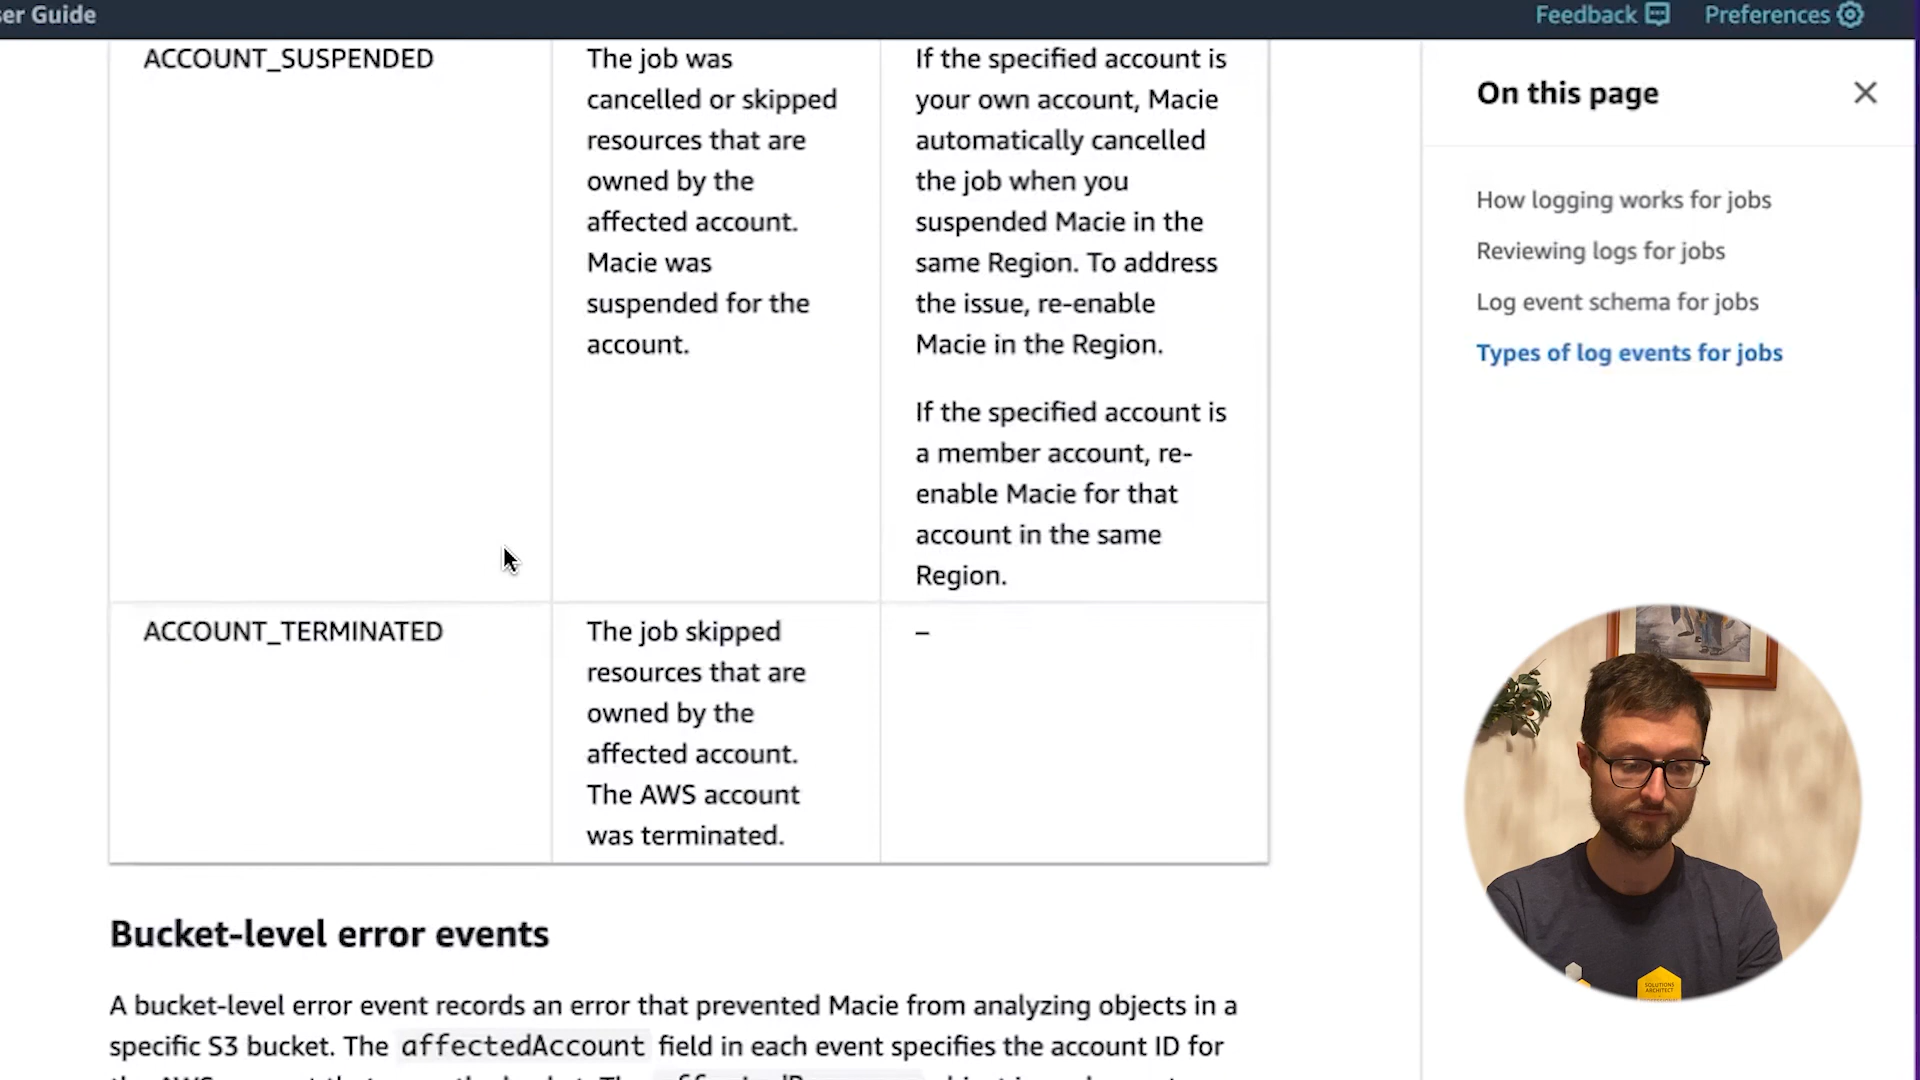 ser Guide
Feedback
Preferences
ACCOUNT_SUSPENDED
The job was
cancelled or skipped
resources that are
owned by the
affected account.
Macie was
suspended for the
account.
If the specified account is
your own account, Macie
automatically cancelled
the job when you
suspended Macie in the
same Region. To address
the issue, re-enable
Macie in the Region.
If the specified account is
a member account, re-
enable Macie for that
account in the same
Region.
ACCOUNT_TERMINATED
The job skipped
resources that are
owned by the
affected account.
The AWS account
was terminated.
–
Bucket-level error events
A bucket-level error event records an error that prevented Macie from analyzing objects in a
specific S3 bucket. The affectedAccount field in each event specifies the account ID for
On this page
How logging works for jobs
Reviewing logs for jobs
Log event schema for jobs
Types of log events for jobs
SOLUTIONS
ARCHITECT